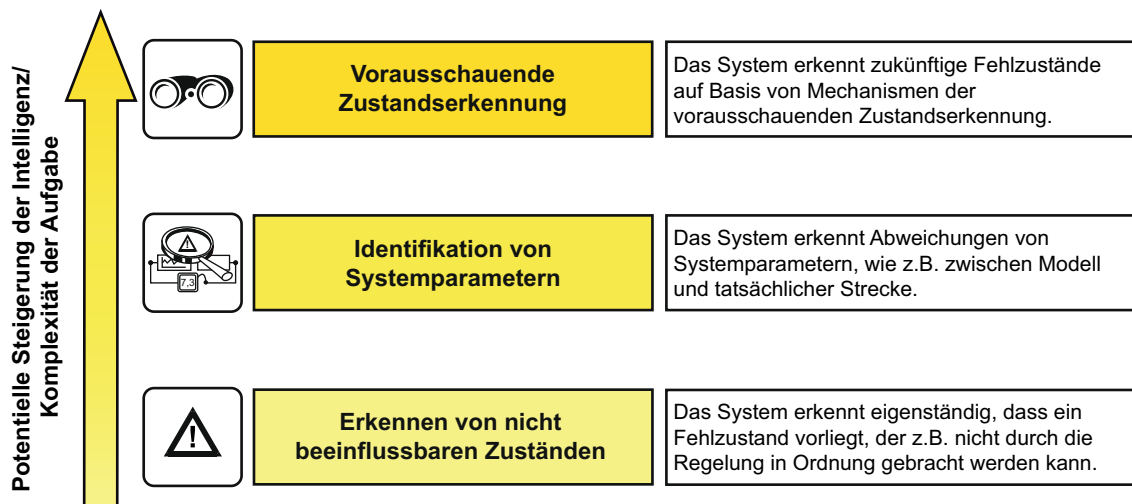 Potentielle Steigerung der Intelligenz/
Komplexität der Aufgabe
Vorausschauende
Zustandserkennung
Das System erkennt zukünftige Fehlzustände
auf Basis von Mechanismen der
vorausschauenden Zustandserkennung.
7,3
Identifikation von
Systemparametern
Das System erkennt Abweichungen von
Systemparametern, wie z.B. zwischen Modell
und tatsächlicher Strecke.
!
Erkennen von nicht
beeinflussbaren Zuständen
Das System erkennt eigenständig, dass ein
Fehlzustand vorliegt, der z.B. nicht durch die
Regelung in Ordnung gebracht werden kann.